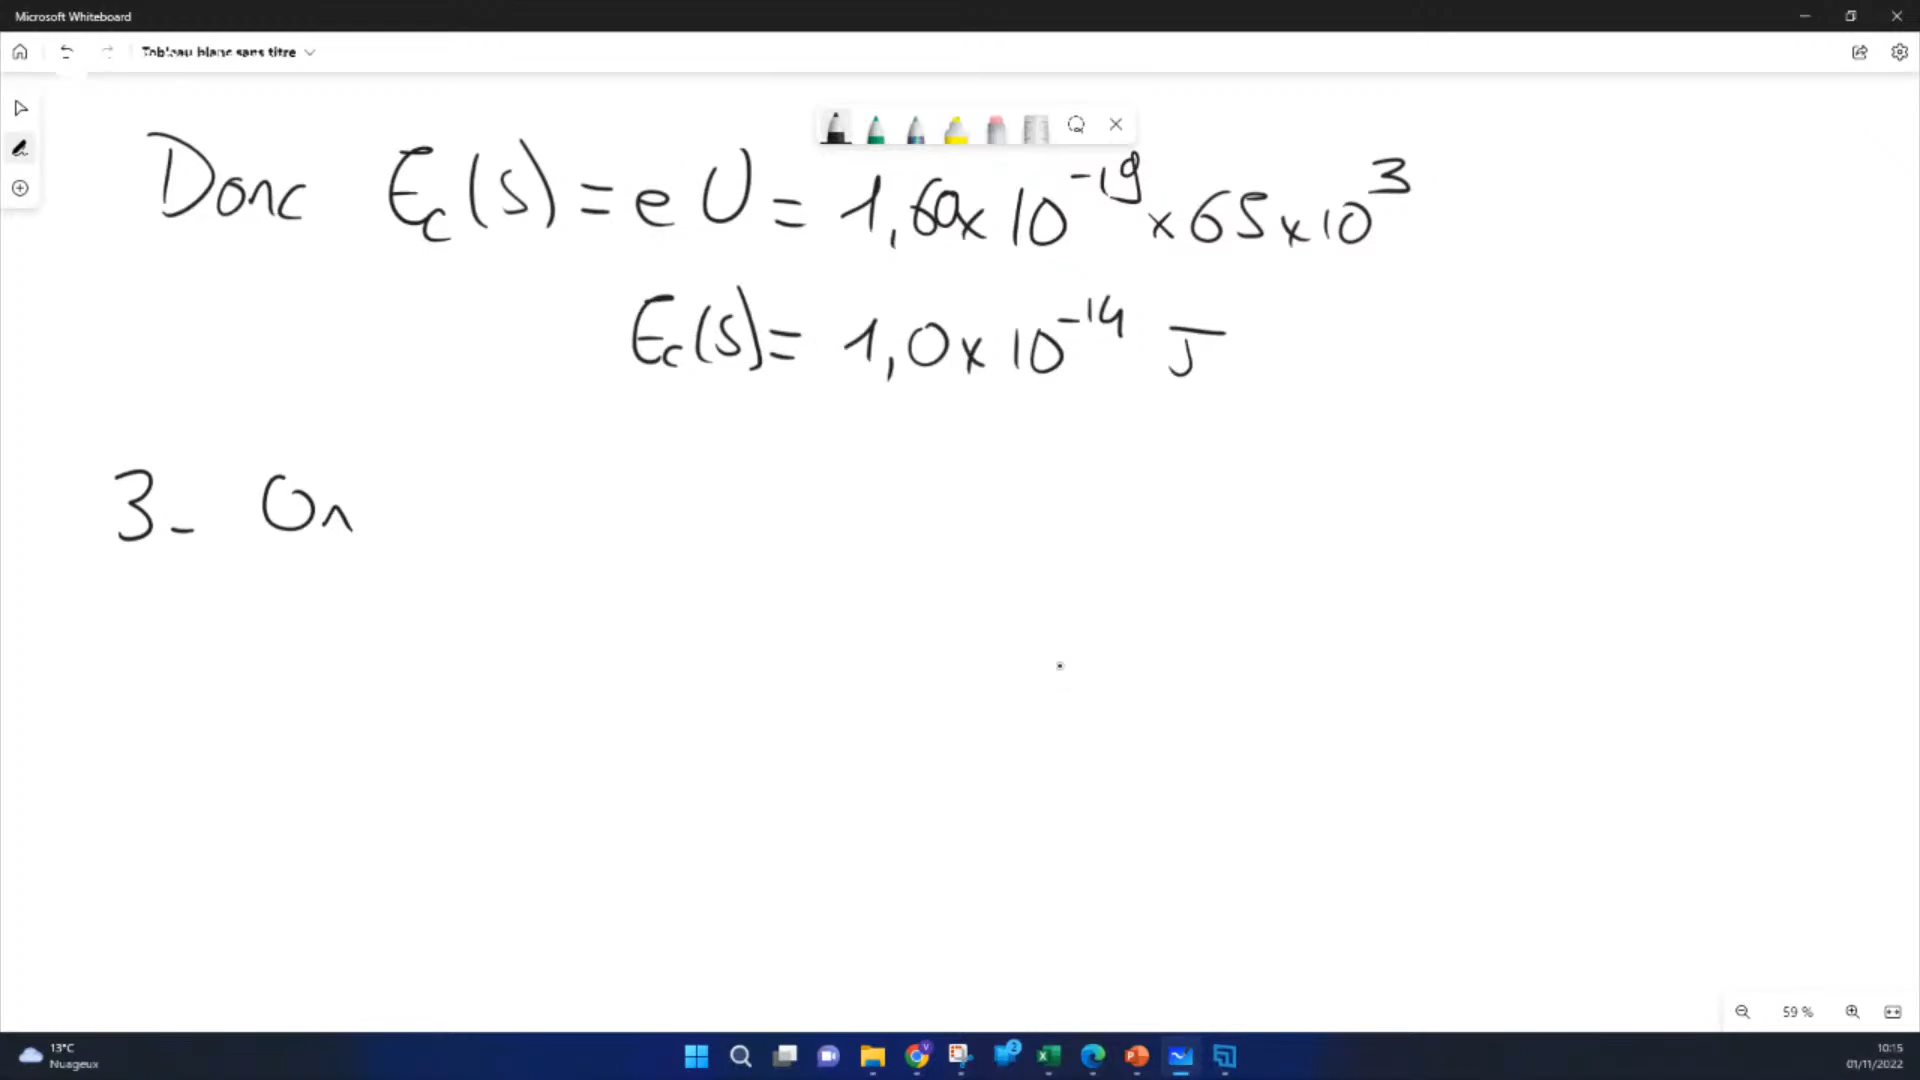 Microsoft Whiteboard
Tableau blanc sans titre
Donc Ec(S) = e U = 1,60 x 10^-19 x 65 x 10^3
Ec(S) = 1,0 x 10^-14 J
3- On
59 %
13°C
Nuageux
V
2
10:15
01/11/2022